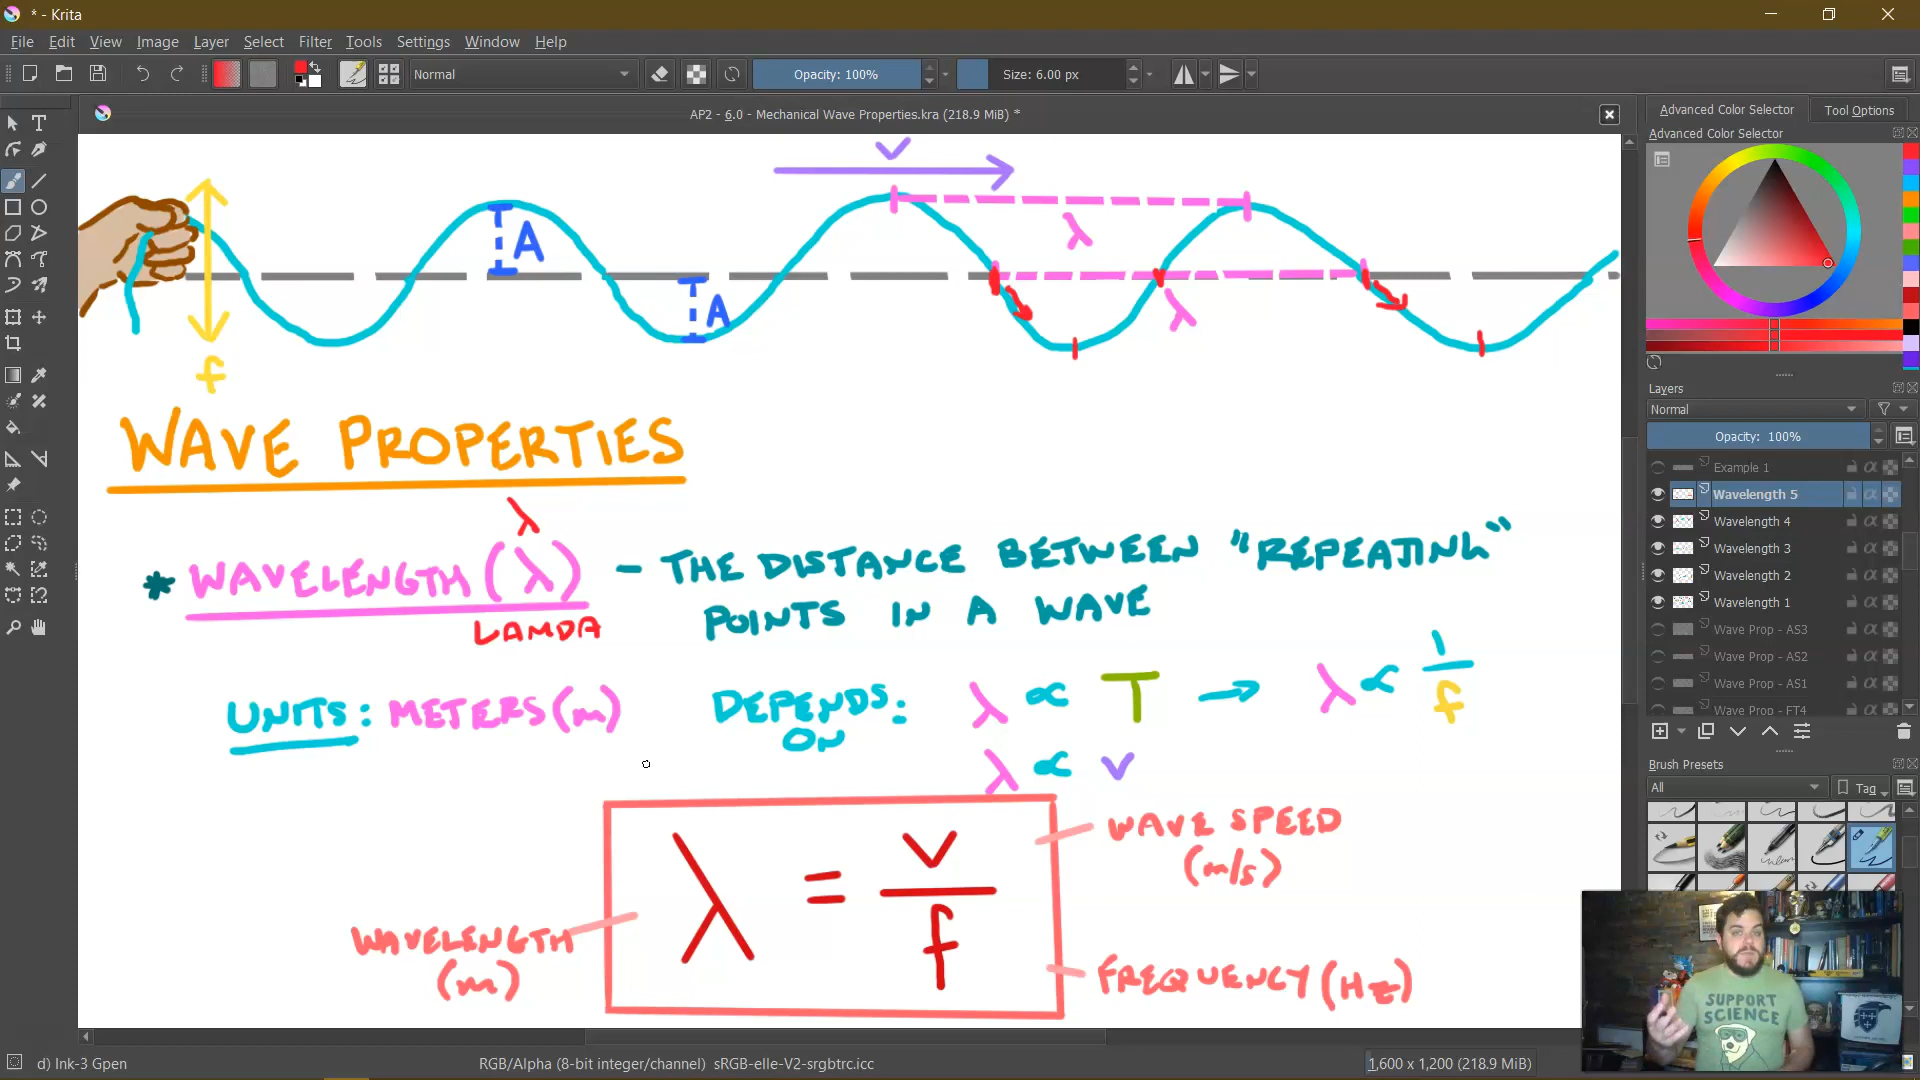 * - Krita
File Edit View Image Layer Select Filter Tools Settings Window Help
Normal
Opacity: 100%
Size: 6.00 px
AP2 - 6.0 - Mechanical Wave Properties.kra (218.9 MiB) *
Advanced Color Selector
Tool Options
Advanced Color Selector
v
A
A
λ
λ
f
WAVE PROPERTIES
λ
* WAVELENGTH (λ) - THE DISTANCE BETWEEN "REPEATING"
POINTS IN A WAVE
LAMDA
UNITS: METERS (m)
DEPENDS:
ON
λ ∝ T → λ ∝ 1/f
λ ∝ v
λ = v/f
WAVE SPEED
(m/s)
WAVELENGTH
(m)
FREQUENCY (Hz)
Layers
Normal
Opacity: 100%
Example 1
Wavelength 5
Wavelength 4
Wavelength 3
Wavelength 2
Wavelength 1
Wave Prop - AS3
Wave Prop - AS2
Wave Prop - AS1
Wave Prop - FT4
Brush Presets
All
Tag
SUPPORT
SCIENCE
d) Ink-3 Gpen
RGB/Alpha (8-bit integer/channel) sRGB-elle-V2-srgbtrc.icc
1,600 x 1,200 (218.9 MiB)